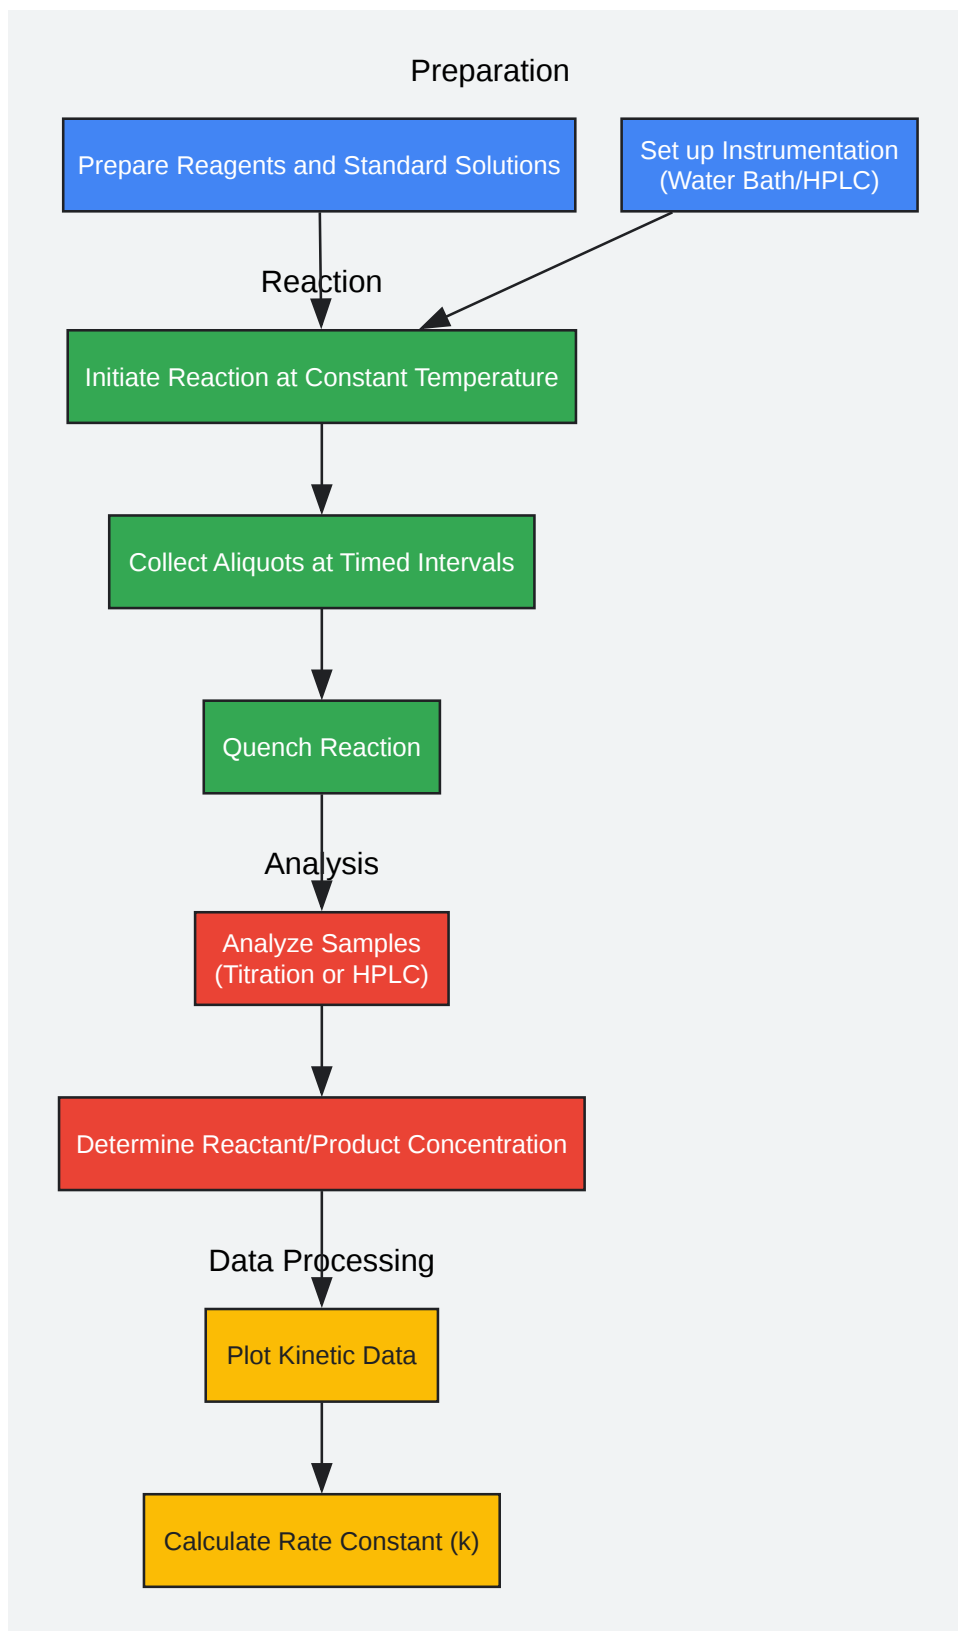 Preparation
Prepare Reagents and Standard Solutions
Set up Instrumentation
(Water Bath/HPLC)
Reaction
Initiate Reaction at Constant Temperature
Collect Aliquots at Timed Intervals
Quench Reaction
Analysis
Analyze Samples
(Titration or HPLC)
Determine Reactant/Product Concentration
Data Processing
Plot Kinetic Data
Calculate Rate Constant (k)